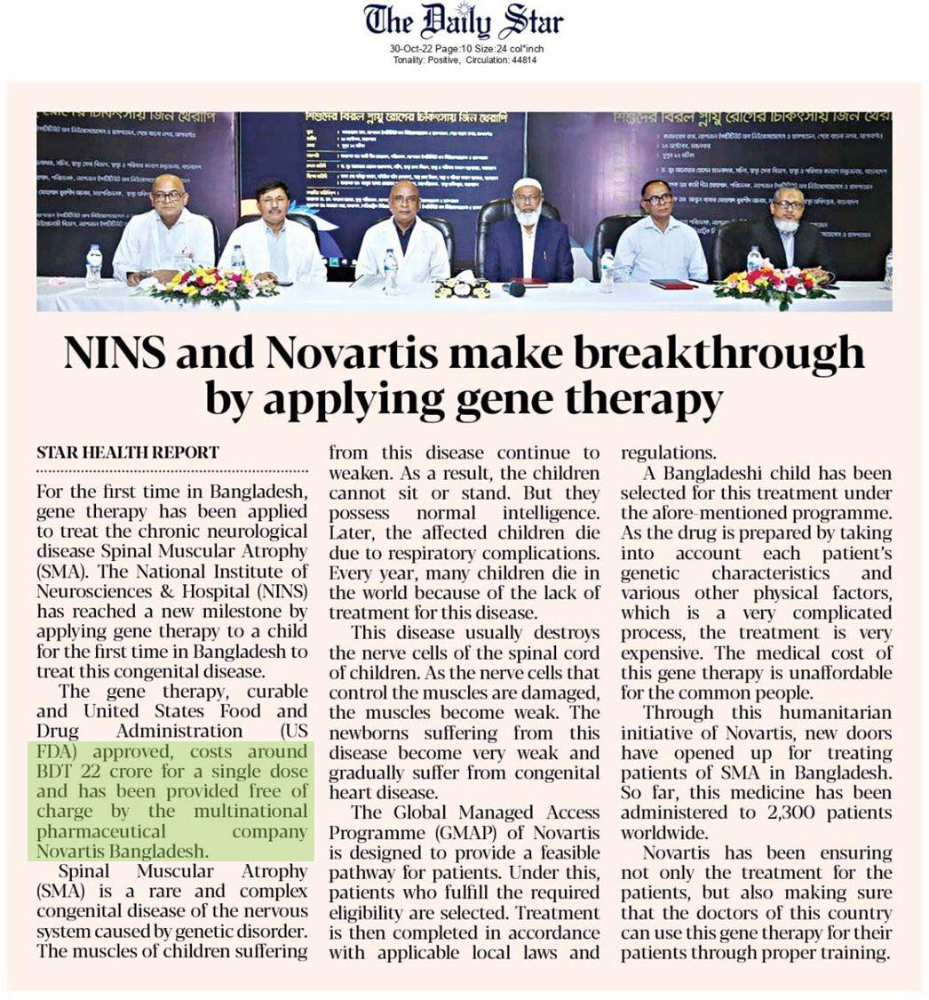 The Daily Star
30-Oct-22 Page:10 Size:24 col*inch
Tonality: Positive, Circulation: 44814
শিশুদের বিরল স্নায়ু রোগের চিকিৎসায় জিন থেরাপি
NINS and Novartis make breakthrough
by applying gene therapy
STAR HEALTH REPORT
For the first time in Bangladesh,
gene therapy has been applied
to treat the chronic neurological
disease Spinal Muscular Atrophy
(SMA). The National Institute of
Neurosciences & Hospital (NINS)
has reached a new milestone by
applying gene therapy to a child
for the first time in Bangladesh to
treat this congenital disease.
The gene therapy, curable
and United States Food and
Drug Administration (US
FDA) approved, costs around
BDT 22 crore for a single dose
and has been provided free of
charge by the multinational
pharmaceutical company
Novartis Bangladesh.
Spinal Muscular Atrophy
(SMA) is a rare and complex
congenital disease of the nervous
system caused by genetic disorder.
The muscles of children suffering
from this disease continue to
weaken. As a result, the children
cannot sit or stand. But they
possess normal intelligence.
Later, the affected children die
due to respiratory complications.
Every year, many children die in
the world because of the lack of
treatment for this disease.
This disease usually destroys
the nerve cells of the spinal cord
of children. As the nerve cells that
control the muscles are damaged,
the muscles become weak. The
newborns suffering from this
disease become very weak and
gradually suffer from congenital
heart disease.
The Global Managed Access
Programme (GMAP) of Novartis
is designed to provide a feasible
pathway for patients. Under this,
patients who fulfill the required
eligibility are selected. Treatment
is then completed in accordance
with applicable local laws and
regulations.
A Bangladeshi child has been
selected for this treatment under
the afore-mentioned programme.
As the drug is prepared by taking
into account each patient's
genetic characteristics and
various other physical factors,
which is a very complicated
process, the treatment is very
expensive. The medical cost of
this gene therapy is unaffordable
for the common people.
Through this humanitarian
initiative of Novartis, new doors
have opened up for treating
patients of SMA in Bangladesh.
So far, this medicine has been
administered to 2,300 patients
worldwide.
Novartis has been ensuring
not only the treatment for the
patients, but also making sure
that the doctors of this country
can use this gene therapy for their
patients through proper training.